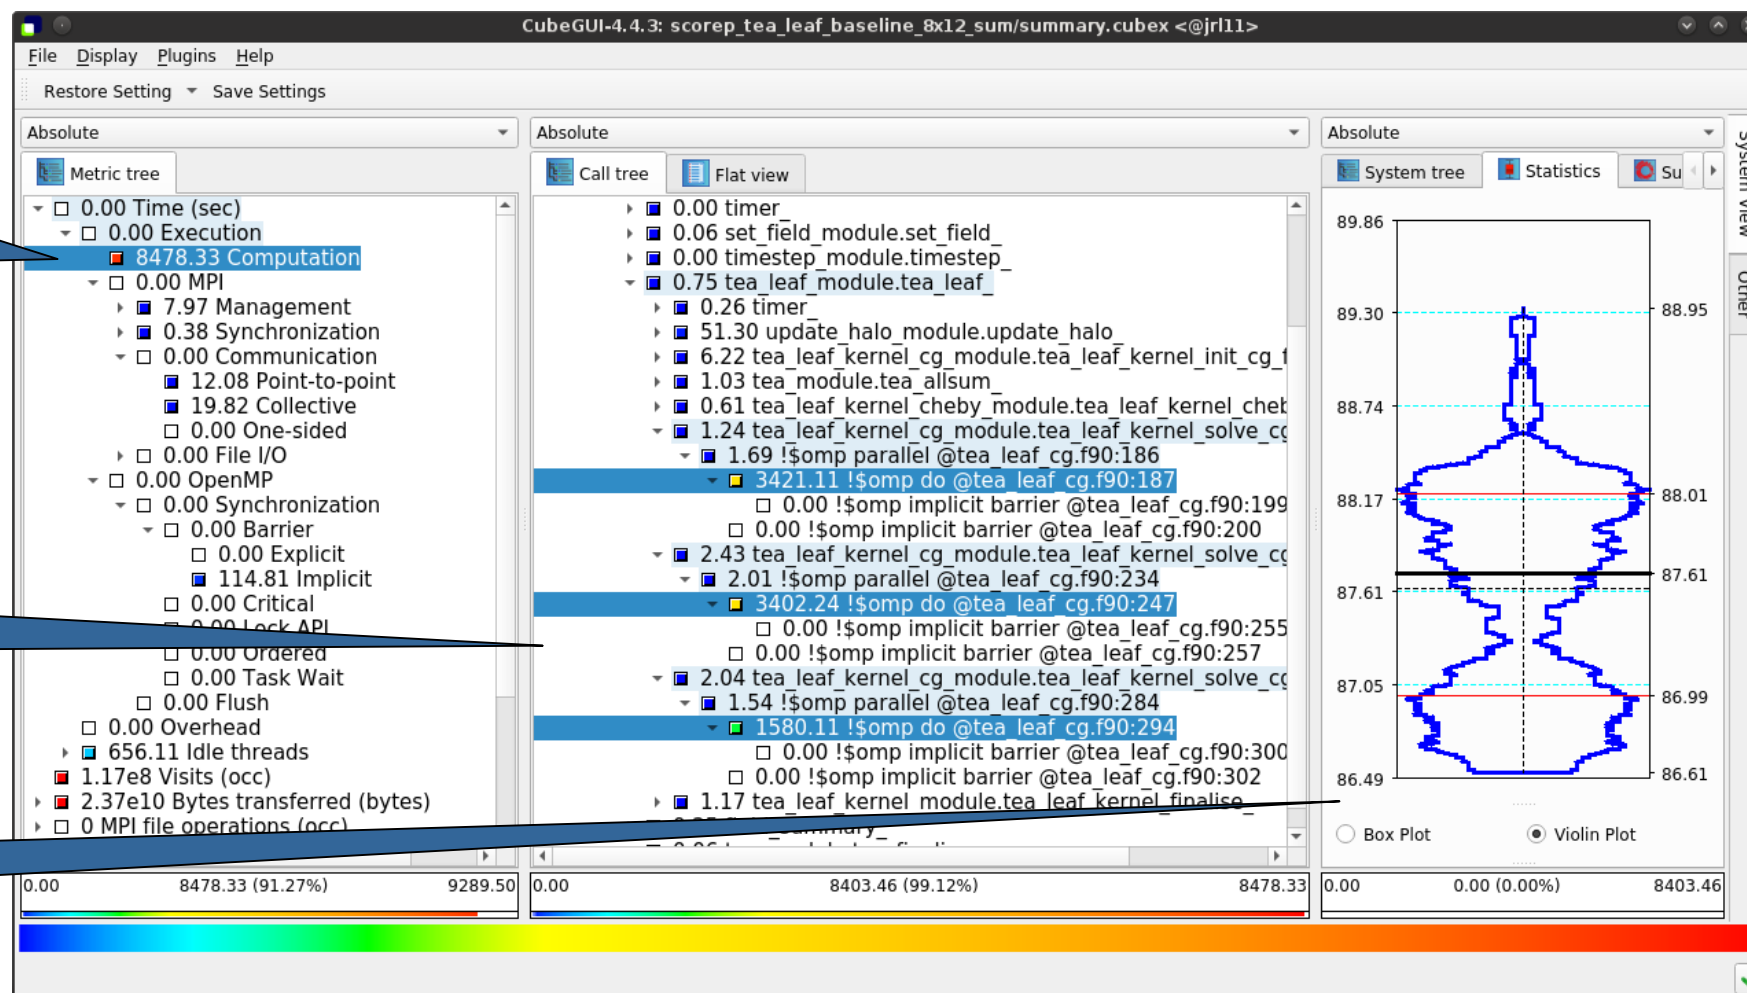 CubeGUI-4.4.3: scorep_tea_leaf_baseline_8x12_sum/summary.cubex <@jrl11>
File Display Plugins Help
Restore Setting Save Settings
Absolute
Metric tree
0.00 Time (sec)
0.00 Execution
8478.33 Computation
0.00 MPI
7.97 Management
0.38 Synchronization
0.00 Communication
12.08 Point-to-point
19.82 Collective
0.00 One-sided
0.00 File I/O
0.00 OpenMP
0.00 Synchronization
0.00 Barrier
0.00 Explicit
114.81 Implicit
0.00 Critical
0.00 Lock API
0.00 Ordered
0.00 Task Wait
0.00 Flush
0.00 Overhead
656.11 Idle threads
1.17e8 Visits (occ)
2.37e10 Bytes transferred (bytes)
0 MPI file operations (occ)
0.00 8478.33 (91.27%) 9289.50
Absolute
Call tree Flat view
0.00 timer_
0.06 set_field_module.set_field_
0.00 timestep_module.timestep_
0.75 tea_leaf_module.tea_leaf_
0.26 timer_
51.30 update_halo_module.update_halo_
6.22 tea_leaf_kernel_cg_module.tea_leaf_kernel_init_cg_f
1.03 tea_module.tea_allsum_
0.61 tea_leaf_kernel_cheby_module.tea_leaf_kernel_cheb
1.24 tea_leaf_kernel_cg_module.tea_leaf_kernel_solve_cg
1.69 !$omp parallel @tea_leaf_cg.f90:186
3421.11 !$omp do @tea_leaf_cg.f90:187
0.00 !$omp implicit barrier @tea_leaf_cg.f90:199
0.00 !$omp implicit barrier @tea_leaf_cg.f90:200
2.43 tea_leaf_kernel_cg_module.tea_leaf_kernel_solve_cg
2.01 !$omp parallel @tea_leaf_cg.f90:234
3402.24 !$omp do @tea_leaf_cg.f90:247
0.00 !$omp implicit barrier @tea_leaf_cg.f90:255
0.00 !$omp implicit barrier @tea_leaf_cg.f90:257
2.04 tea_leaf_kernel_cg_module.tea_leaf_kernel_solve_cg
1.54 !$omp parallel @tea_leaf_cg.f90:284
1580.11 !$omp do @tea_leaf_cg.f90:294
0.00 !$omp implicit barrier @tea_leaf_cg.f90:300
0.00 !$omp implicit barrier @tea_leaf_cg.f90:302
1.17 tea_leaf_kernel_module.tea_leaf_kernel_finalise_
0.00 8403.46 (99.12%) 8478.33
Absolute
System tree Statistics Su
89.86
89.30 88.95
88.74
88.17 88.01
87.61 87.61
87.05 86.99
86.49 86.61
Box Plot Violin Plot
0.00 0.00 (0.00%) 8403.46
System View
Other